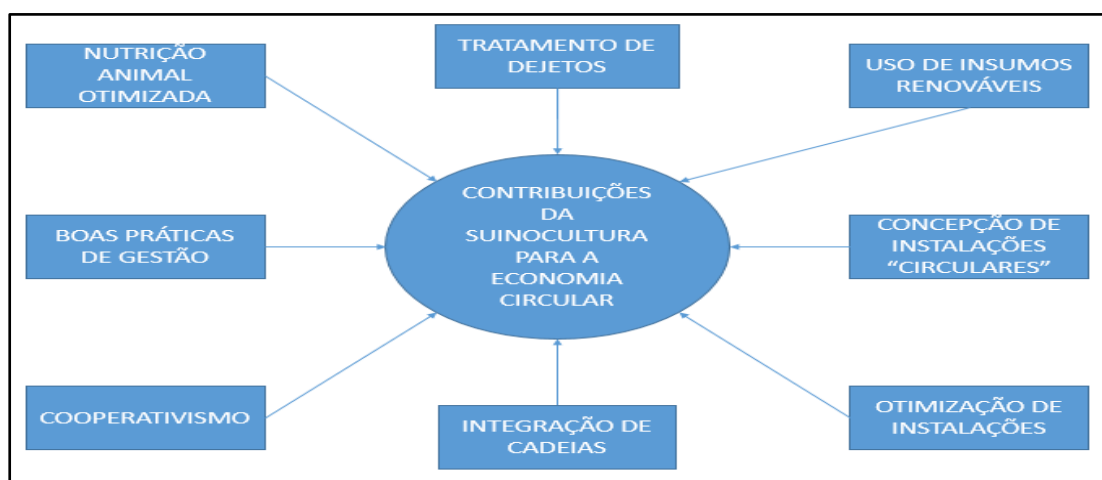 NUTRIÇÃO
ANIMAL
OTIMIZADA
TRATAMENTO DE
DEJETOS
USO DE INSUMOS
RENOVÁVEIS
BOAS PRÁTICAS
DE GESTÃO
CONTRIBUIÇÕES
DA
SUINOCULTURA
PARA A
ECONOMIA
CIRCULAR
CONCEPÇÃO DE
INSTALAÇÕES
“CIRCULARES”
COOPERATIVISMO
INTEGRAÇÃO DE
CADEIAS
OTIMIZAÇÃO DE
INSTALAÇÕES